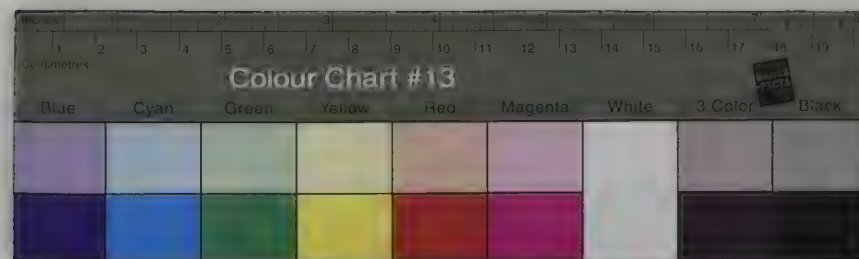 Inches 1 2 3 4 5 6 7 8
1 2 3 4 5 6 7 8 9 10 11 12 13 14 15 16 17 18 19
Centimetres
Colour Chart #13
Blue Cyan Green Yellow Red Magenta White 3.Color Black